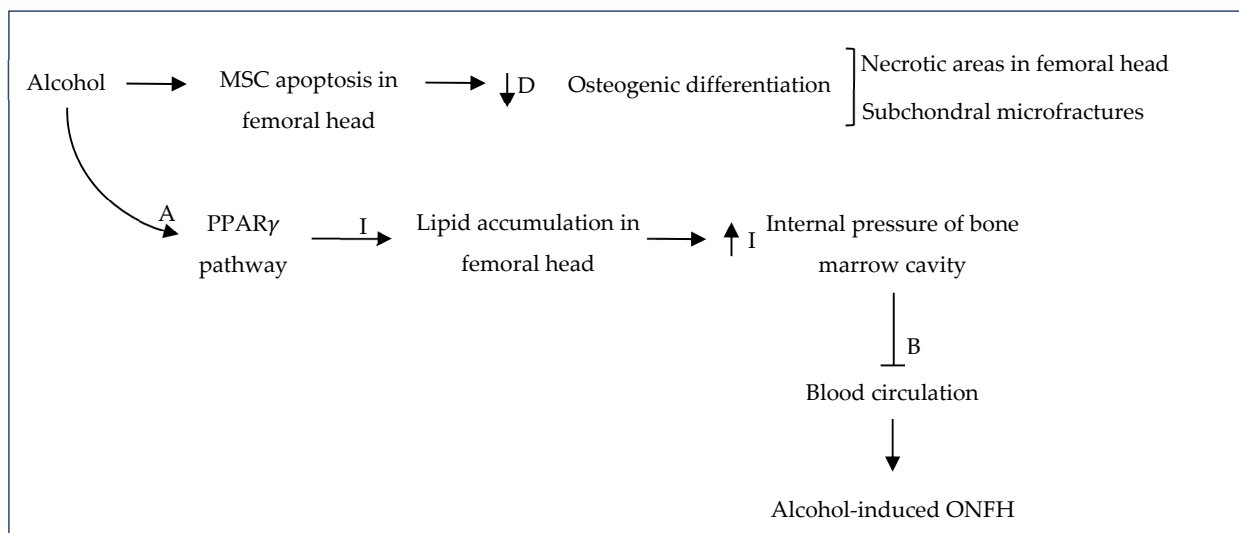 Alcohol
MSC apoptosis in
femoral head
D
Osteogenic differentiation
Necrotic areas in femoral head
Subchondral microfractures
A
PPARγ
pathway
I
Lipid accumulation in
femoral head
I
Internal pressure of bone
marrow cavity
B
Blood circulation
Alcohol-induced ONFH